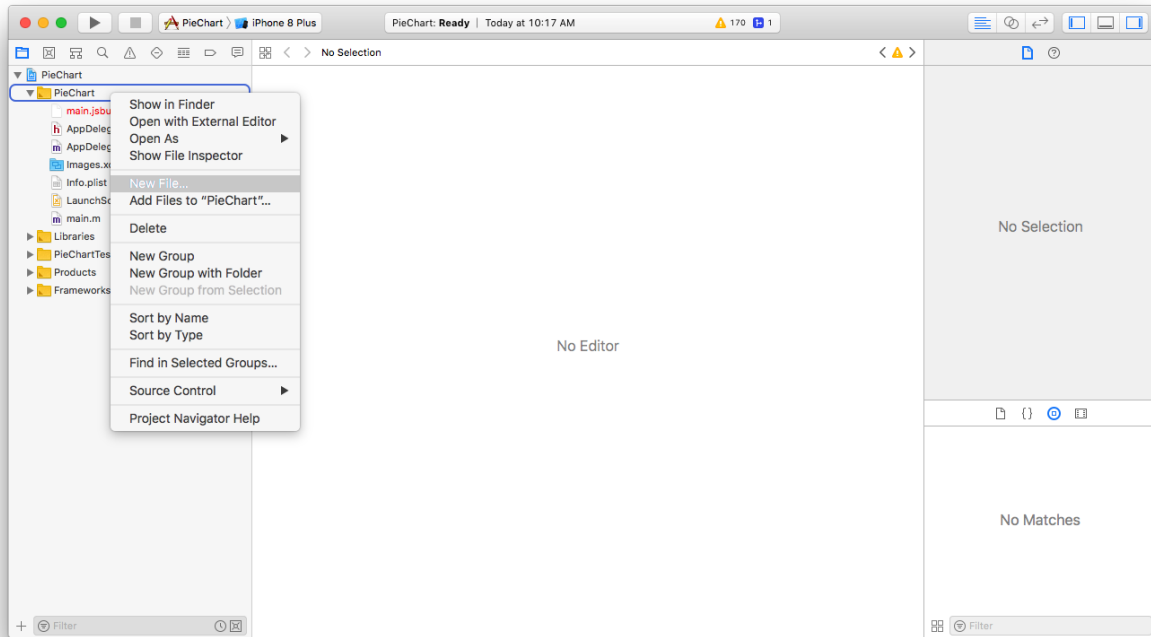 PieChart iPhone 8 Plus PieChart: Ready | Today at 10:17 AM 170 1
No Selection
PieChart
PieChart
main.jsbu
h AppDeleg
m AppDeleg
Images.xc
Info.plist
LaunchSc
m main.m
Libraries
PieChartTes
Products
Frameworks
Show in Finder
Open with External Editor
Open As
Show File Inspector
New File...
Add Files to “PieChart”...
Delete
New Group
New Group with Folder
New Group from Selection
Sort by Name
Sort by Type
Find in Selected Groups...
Source Control
Project Navigator Help
No Editor
No Selection
{ }
No Matches
Filter
Filter